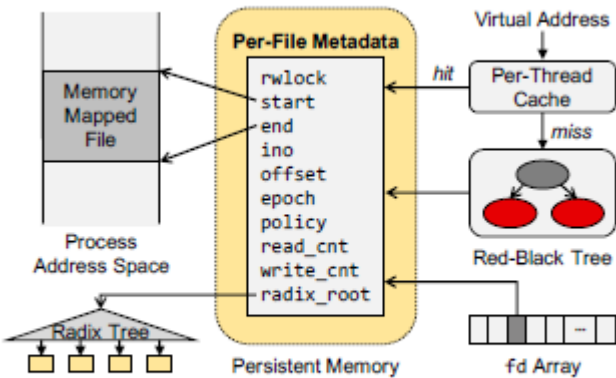 Virtual Address
Per-File Metadata
rwlock
start
end
ino
offset
epoch
policy
read_cnt
write_cnt
radix_root
Memory
Mapped
File
hit
Per-Thread
Cache
miss
Process
Address Space
Red-Black Tree
Radix Tree
...
Persistent Memory
fd Array